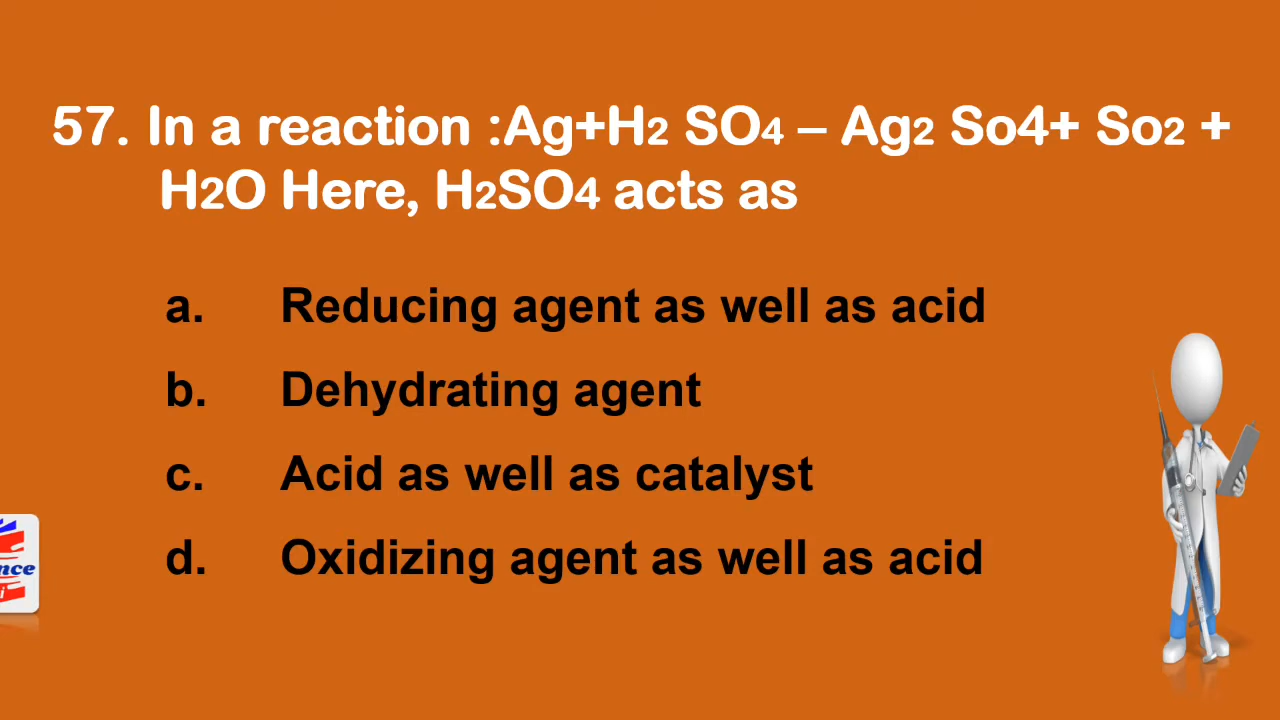 57. In a reaction :Ag+H2 SO4 – Ag2 So4+ So2 +
H2O Here, H2SO4 acts as
a. Reducing agent as well as acid
b. Dehydrating agent
c. Acid as well as catalyst
d. Oxidizing agent as well as acid